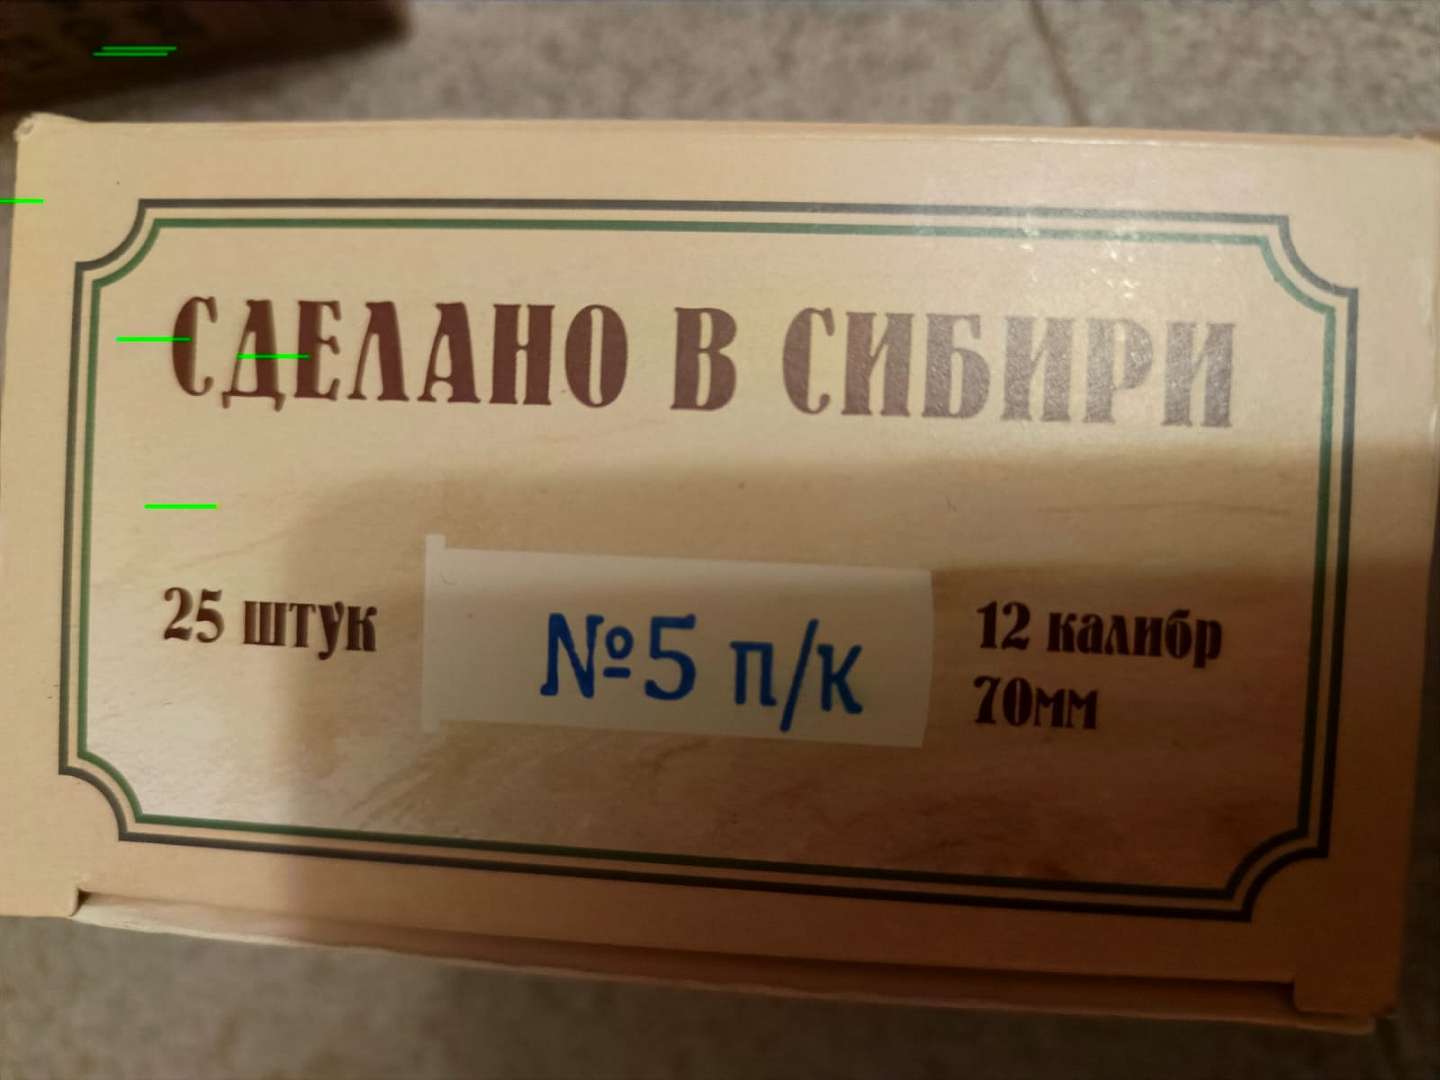 СДЕЛАНО В СИБИРИ
25 штук
№5 п/к
12 калибр
70мм